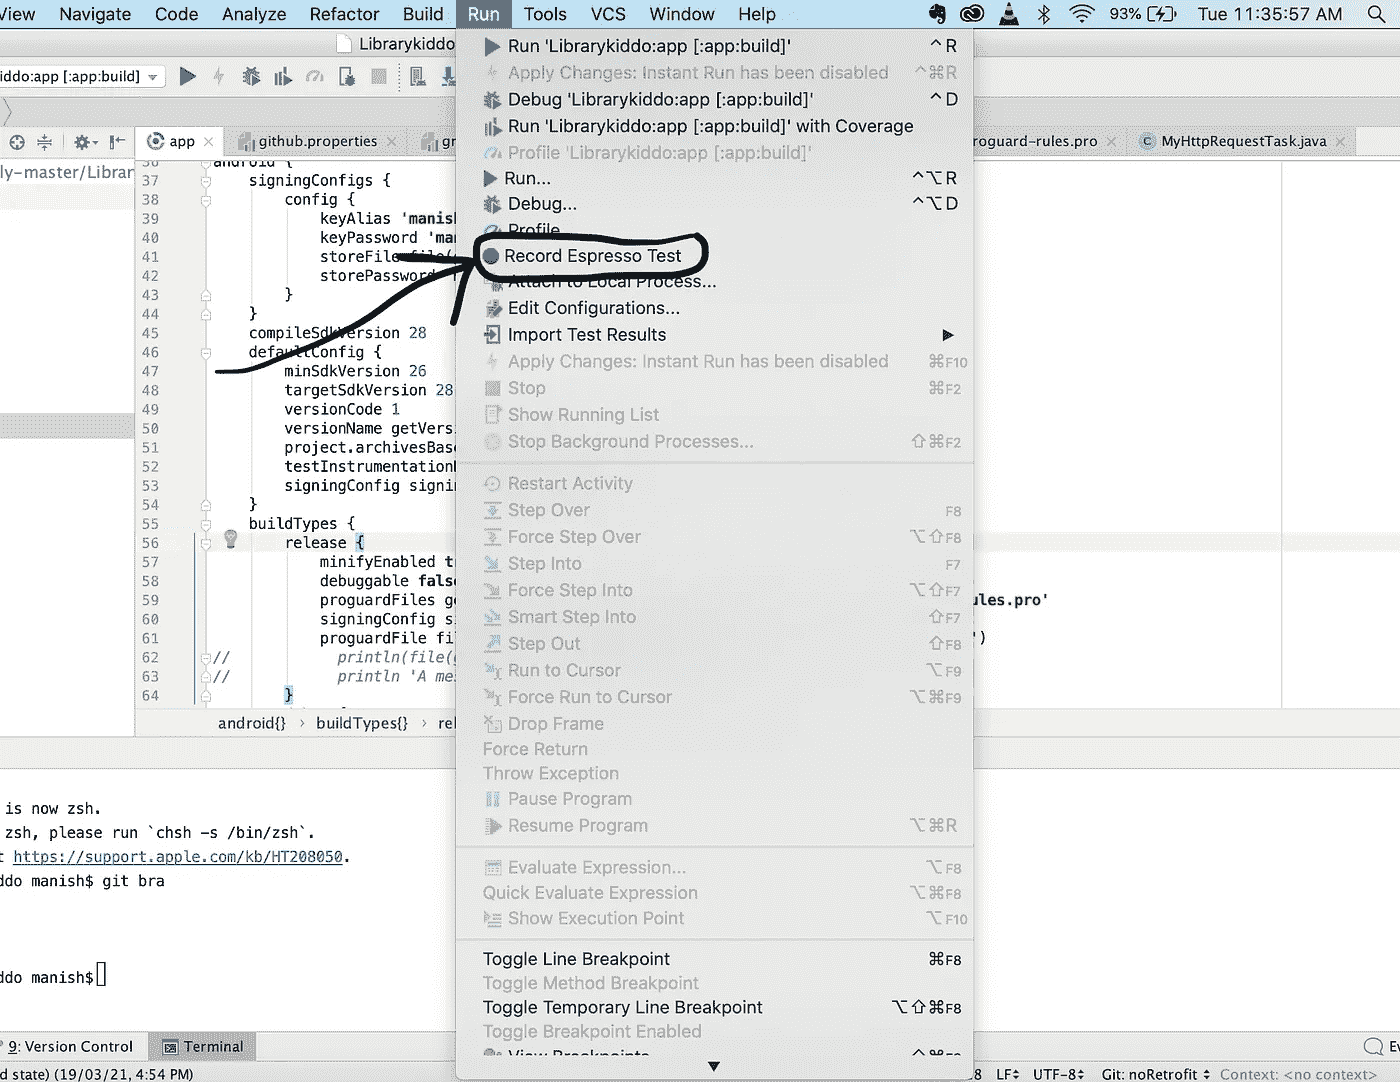 View Navigate Code Analyze Refactor Build Run Tools VCS Window Help 93% Tue 11:35:57 AM
Librarykiddo
iddo:app [:app:build]
app github.properties gr roguard-rules.pro MyHttpRequestTask.java
ly-master/Librar
36 android {
37 signingConfigs {
38 config {
39 keyAlias 'manish
40 keyPassword 'man
41 storeFile file(
42 storePassword
43 }
44 }
45 compileSdkVersion 28
46 defaultConfig {
47 minSdkVersion 26
48 targetSdkVersion 28
49 versionCode 1
50 versionName getVersi
51 project.archivesBase
52 testInstrumentation
53 signingConfig signin
54 }
55 buildTypes {
56 release {
57 minifyEnabled tr
58 debuggable false
59 proguardFiles ge ules.pro'
60 signingConfig si
61 proguardFile fil ')
62 // println(file(g
63 // println 'A mes
64 }
android{} › buildTypes{} › rel
Run 'Librarykiddo:app [:app:build]' ^R
Apply Changes: Instant Run has been disabled ^⌘R
Debug 'Librarykiddo:app [:app:build]' ^D
Run 'Librarykiddo:app [:app:build]' with Coverage
Profile 'Librarykiddo:app [:app:build]'
Run... ^⌥R
Debug... ^⌥D
Profile
Record Espresso Test
Attach to Local Process...
Edit Configurations...
Import Test Results
Apply Changes: Instant Run has been disabled ⌘F10
Stop ⌘F2
Show Running List
Stop Background Processes... ⇧⌘F2
Restart Activity
Step Over F8
Force Step Over ⌥⇧F8
Step Into F7
Force Step Into ⌥⇧F7
Smart Step Into ⇧F7
Step Out ⇧F8
Run to Cursor ⌥F9
Force Run to Cursor ⌥⌘F9
Drop Frame
Force Return
Throw Exception
Pause Program
Resume Program ⌥⌘R
Evaluate Expression... ⌥F8
Quick Evaluate Expression ⌥⌘F8
Show Execution Point ⌥F10
Toggle Line Breakpoint ⌘F8
Toggle Method Breakpoint
Toggle Temporary Line Breakpoint ⌥⇧⌘F8
Toggle Breakpoint Enabled
View Breakpoints
is now zsh.
zsh, please run `chsh -s /bin/zsh`.
t https://support.apple.com/kb/HT208050.
ddo manish$ git bra
ddo manish$
9: Version Control Terminal Ev
d state) (19/03/21, 4:54 PM) 8 LF UTF-8 Git: noRetrofit Context: <no context>